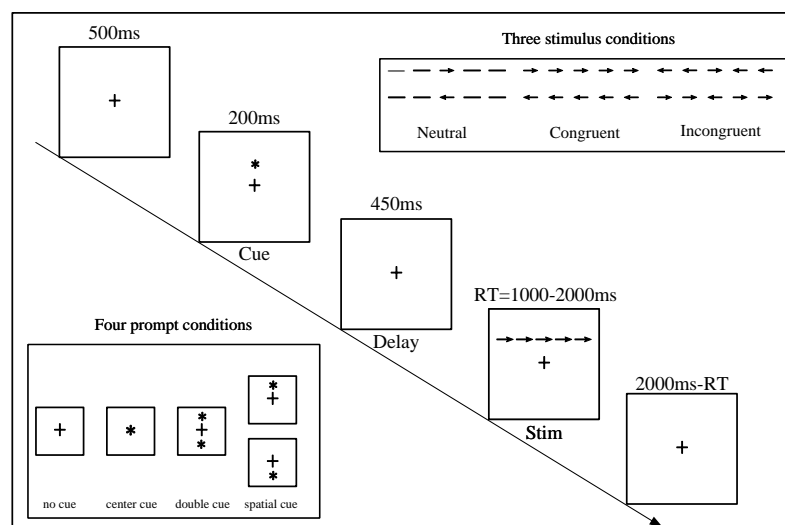 500ms
Three stimulus conditions
Neutral
Congruent
Incongruent
200ms
Cue
450ms
Delay
RT=1000-2000ms
Stim
2000ms-RT
Four prompt conditions
no cue
center cue
double cue
spatial cue